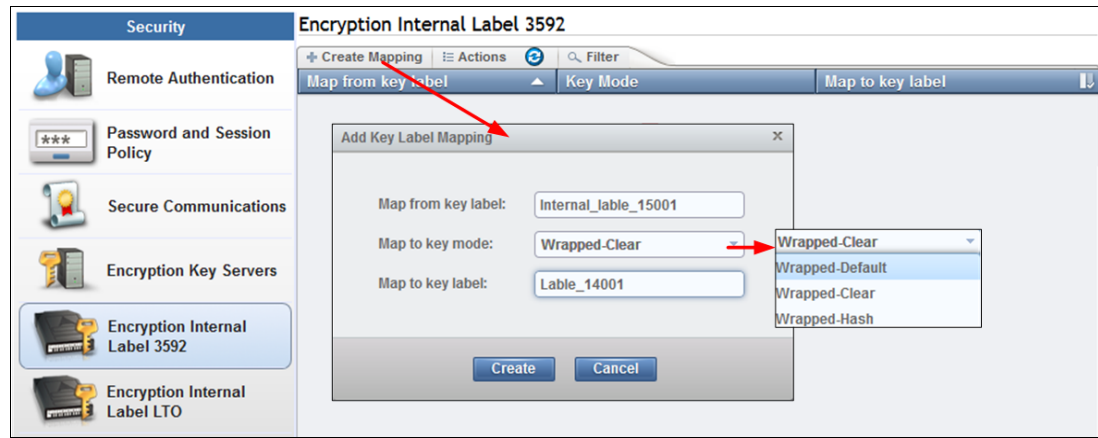 Security
Remote Authentication
***
Password and Session
Policy
Secure Communications
Encryption Key Servers
Encryption Internal
Label 3592
Encryption Internal
Label LTO
Encryption Internal Label 3592
Create Mapping
Actions
Filter
Map from key label
Key Mode
Map to key label
Add Key Label Mapping
x
Map from key label:
Internal_lable_15001
Map to key mode:
Wrapped-Clear
Map to key label:
Lable_14001
Create
Cancel
Wrapped-Clear
Wrapped-Default
Wrapped-Clear
Wrapped-Hash